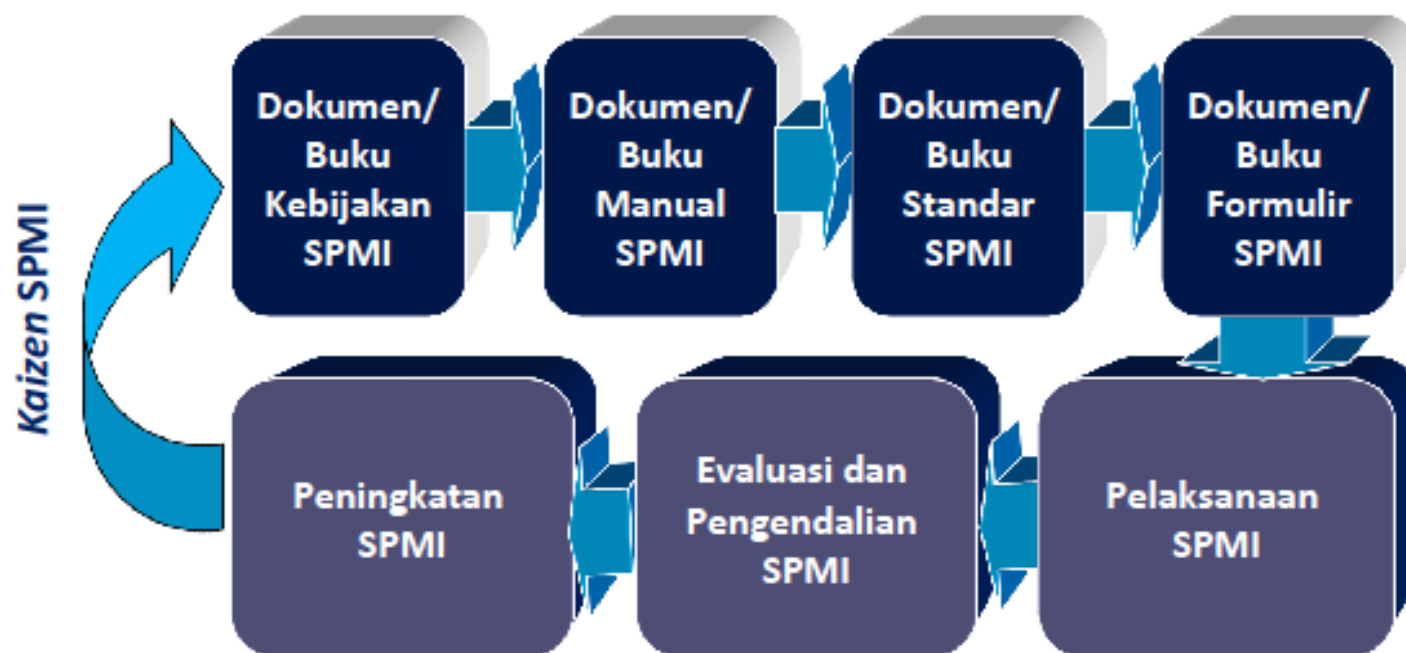 Dokumen/
Buku
Kebijakan
SPMI
Dokumen/
Buku
Manual
SPMI
Dokumen/
Buku
Standar
SPMI
Dokumen/
Buku
Formulir
SPMI
Kaizen SPMI
Peningkatan
SPMI
Evaluasi dan
Pengendalian
SPMI
Pelaksanaan
SPMI